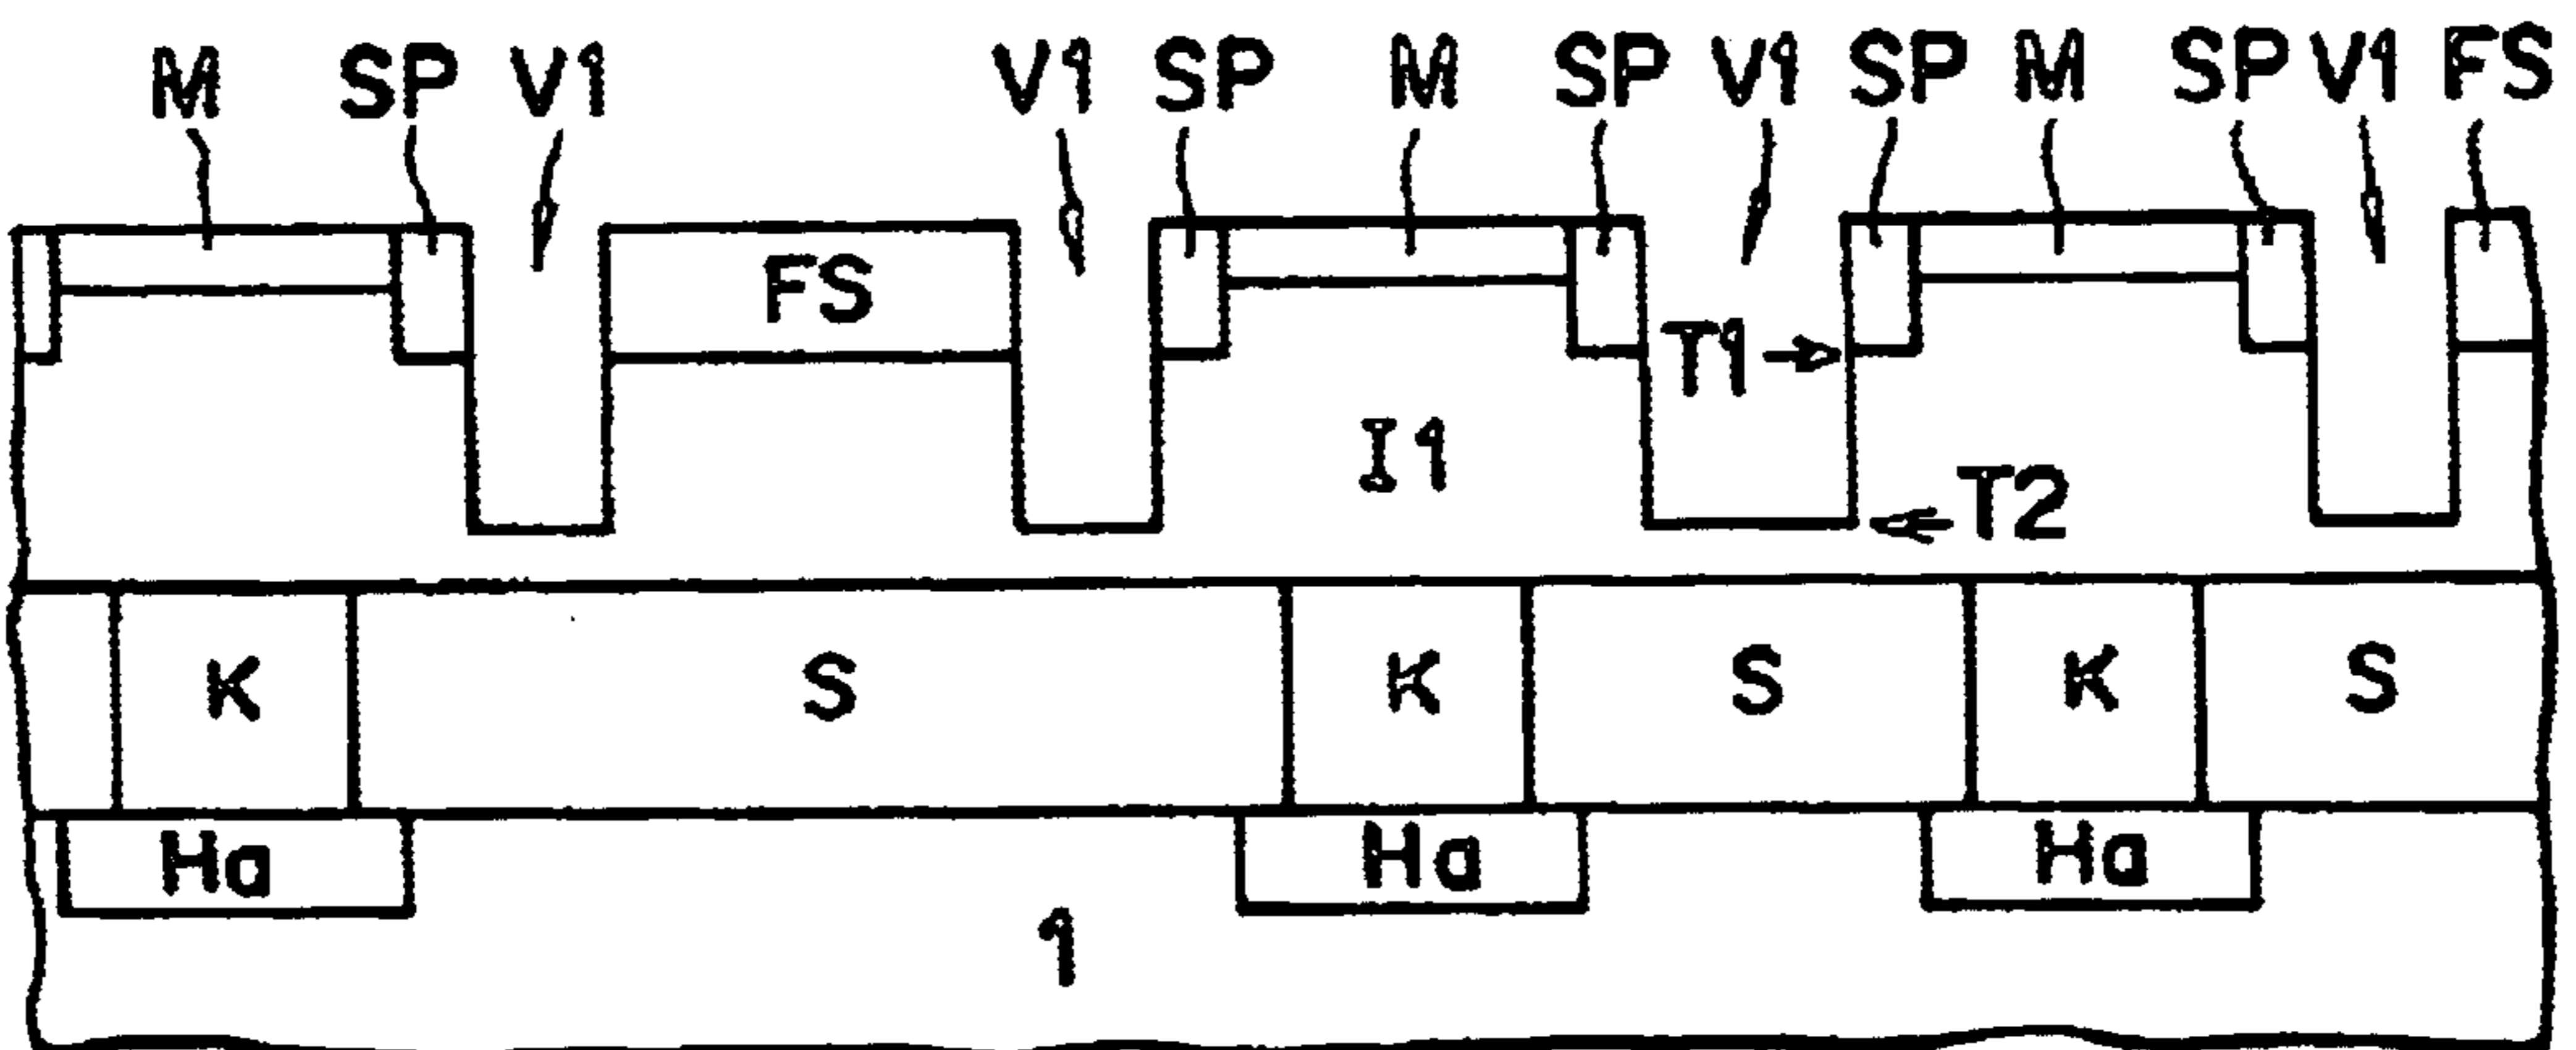 M SP V1 V1 SP M SP V1 SP M SP V1 FS
FS
T1
I1
T2
K S K S K S
Ha Ha Ha
1